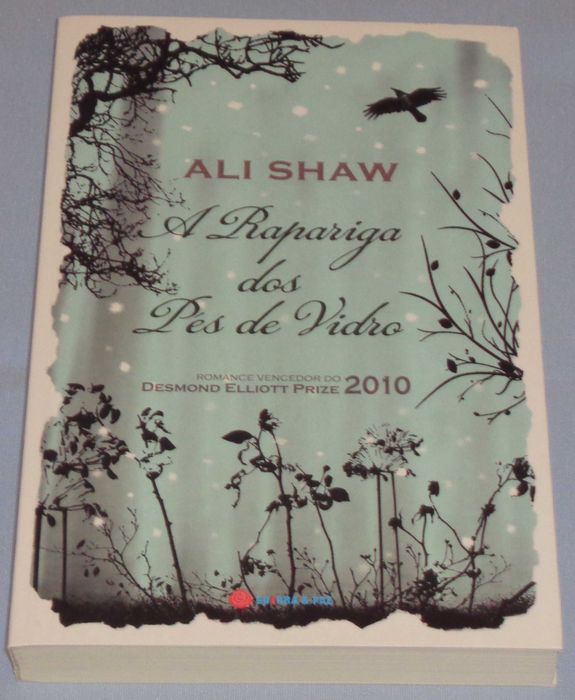 ALI SHAW
A Rapariga
dos
Pés de Vidro
ROMANCE VENCEDOR DO
DESMOND ELLIOTT PRIZE 2010